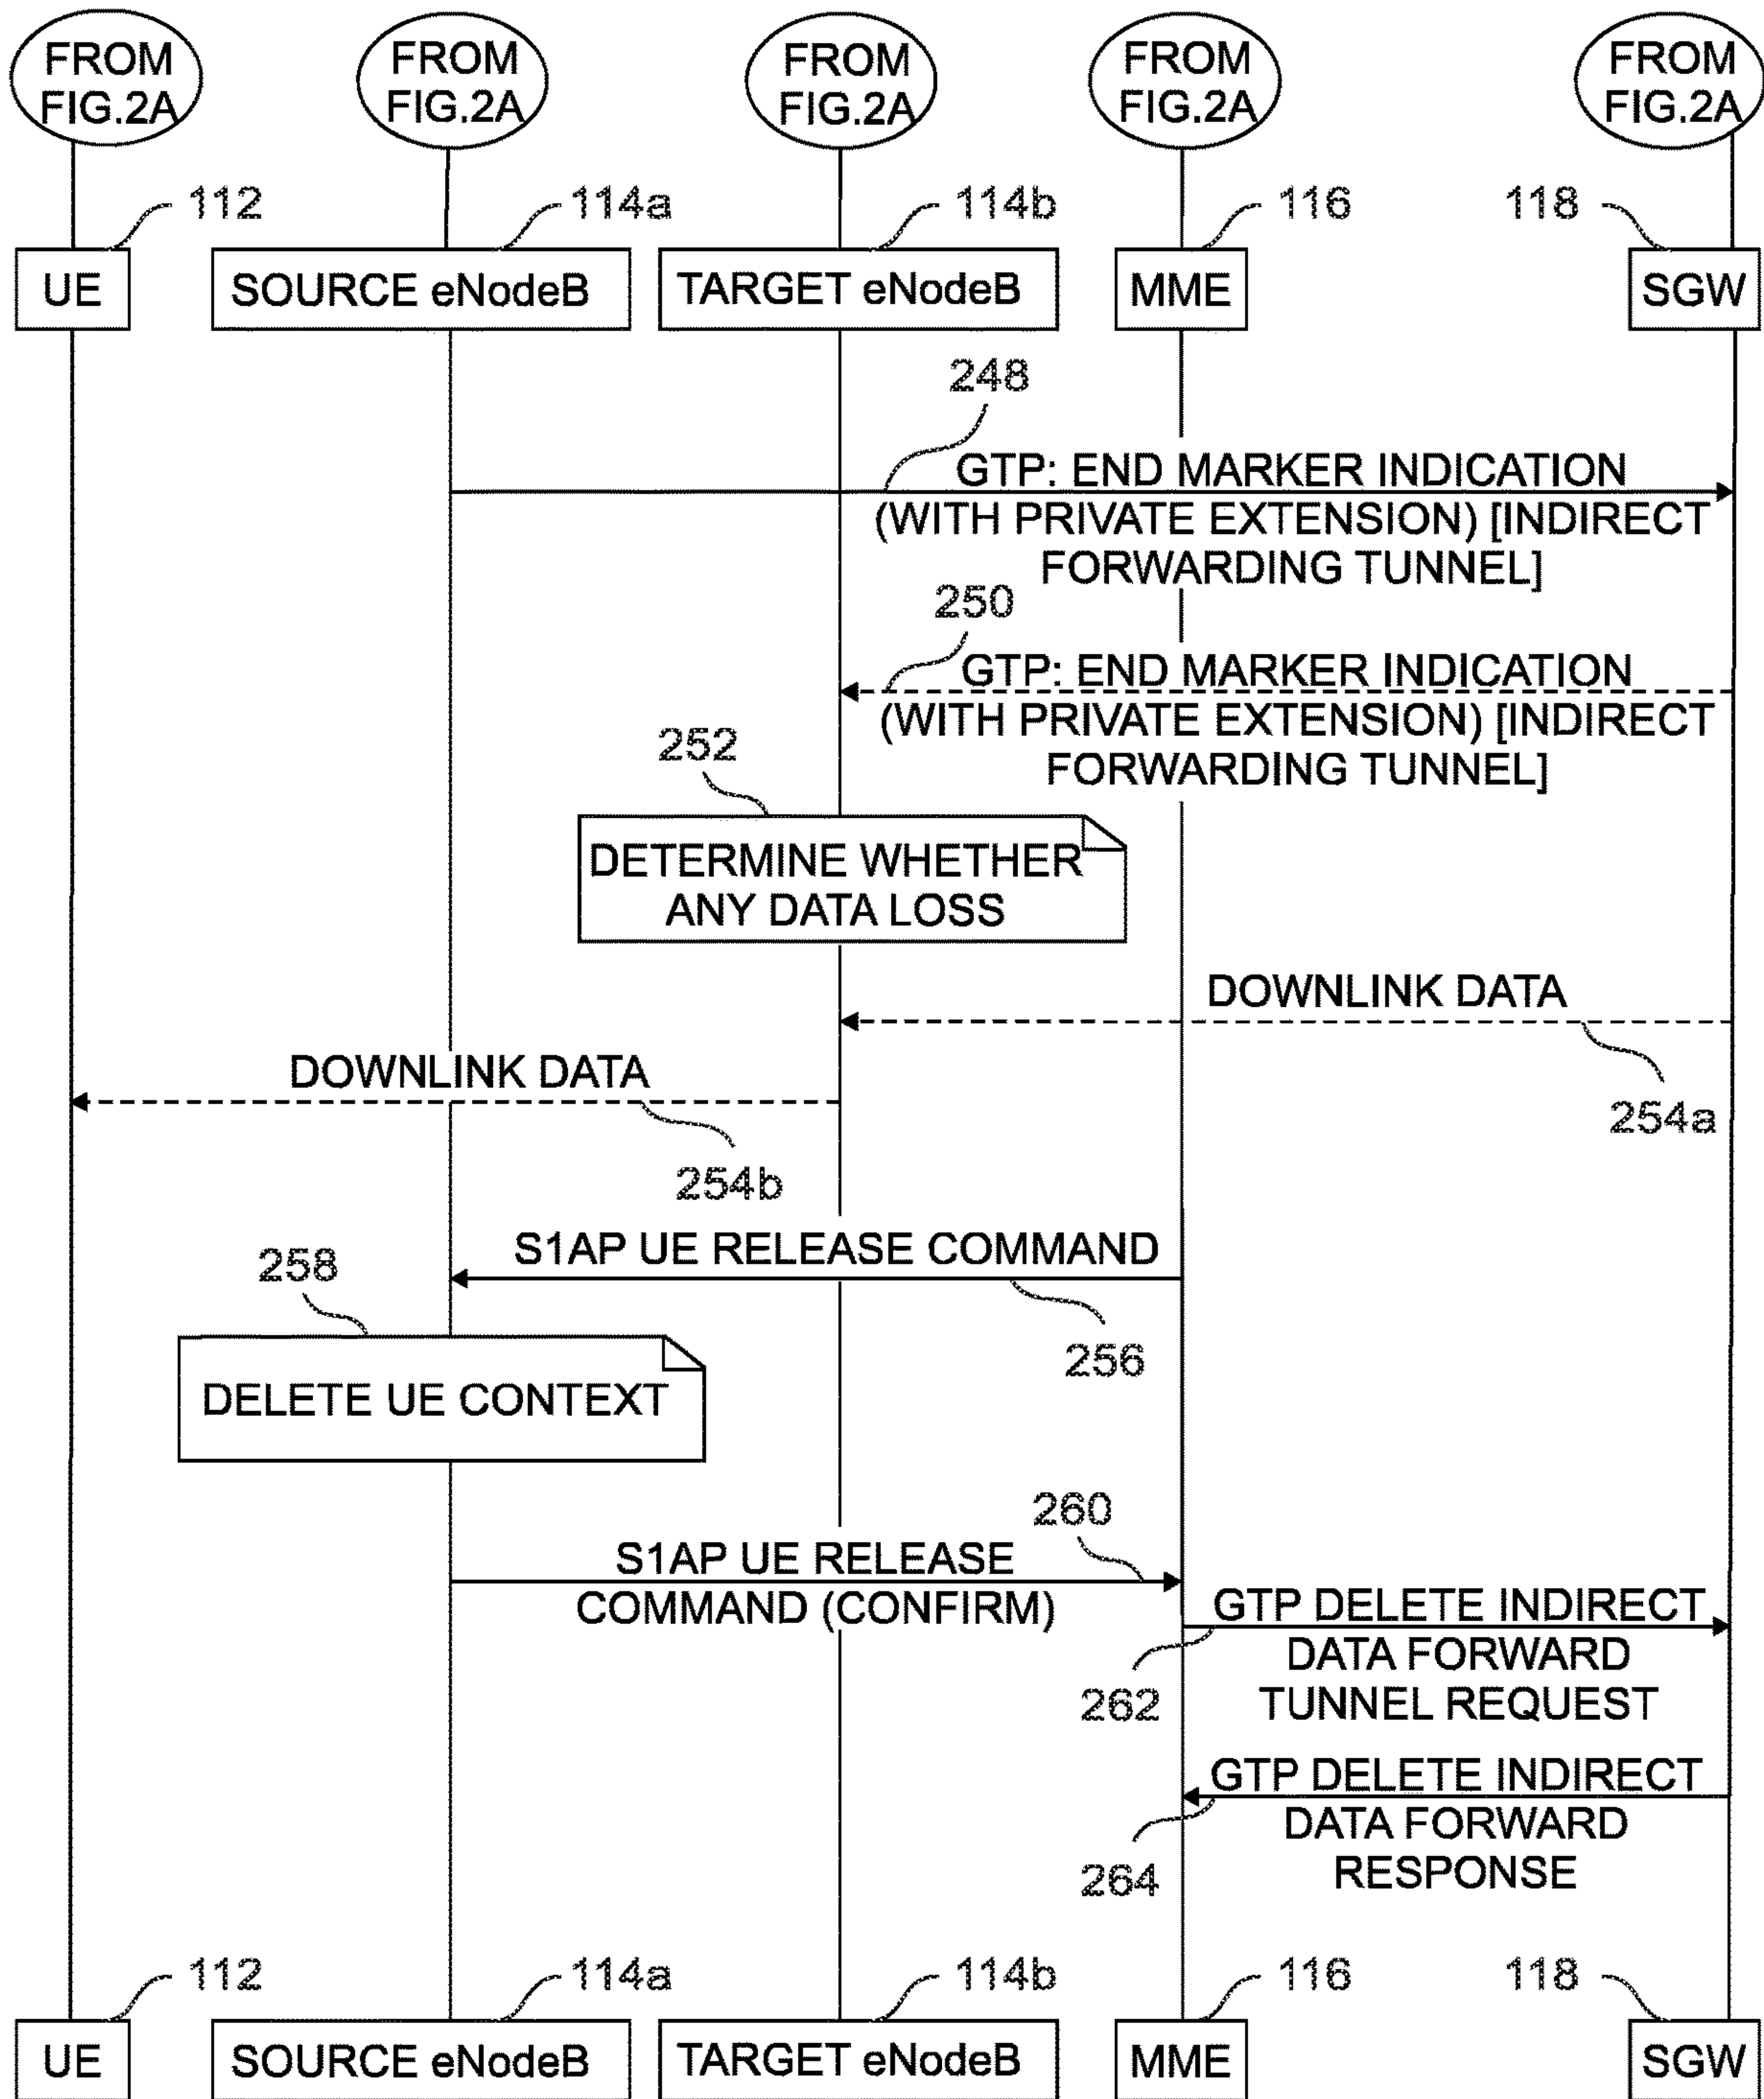 FROM
FIG.2A
FROM
FIG.2A
FROM
FIG.2A
FROM
FIG.2A
FROM
FIG.2A
112
114a
114b
116
118
UE
SOURCE eNodeB
TARGET eNodeB
MME
SGW
248
GTP: END MARKER INDICATION
(WITH PRIVATE EXTENSION) [INDIRECT
FORWARDING TUNNEL]
250
GTP: END MARKER INDICATION
(WITH PRIVATE EXTENSION) [INDIRECT
FORWARDING TUNNEL]
252
DETERMINE WHETHER
ANY DATA LOSS
DOWNLINK DATA
254a
DOWNLINK DATA
254b
S1AP UE RELEASE COMMAND
256
258
DELETE UE CONTEXT
260
S1AP UE RELEASE
COMMAND (CONFIRM)
GTP DELETE INDIRECT
DATA FORWARD
TUNNEL REQUEST
262
GTP DELETE INDIRECT
DATA FORWARD
RESPONSE
264
112
114a
114b
116
118
UE
SOURCE eNodeB
TARGET eNodeB
MME
SGW